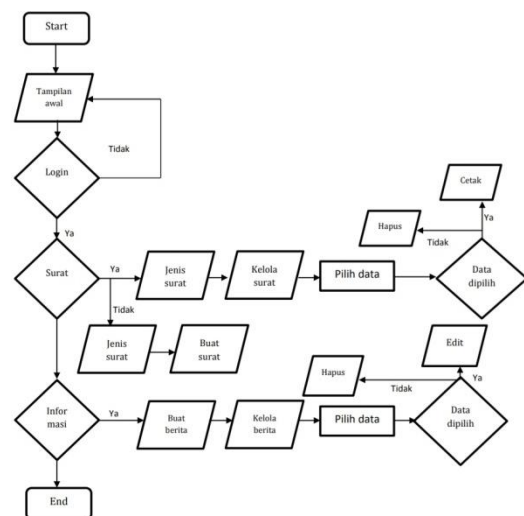 Start
Tampilan
awal
Tidak
Login
Ya
Cetak
Hapus
Ya
Tidak
Surat
Ya
Jenis
surat
Kelola
surat
Pilih data
Data
dipilih
Tidak
Jenis
surat
Buat
surat
Edit
Hapus
Ya
Tidak
Infor
masi
Ya
Buat
berita
Kelola
berita
Pilih data
Data
dipilih
End